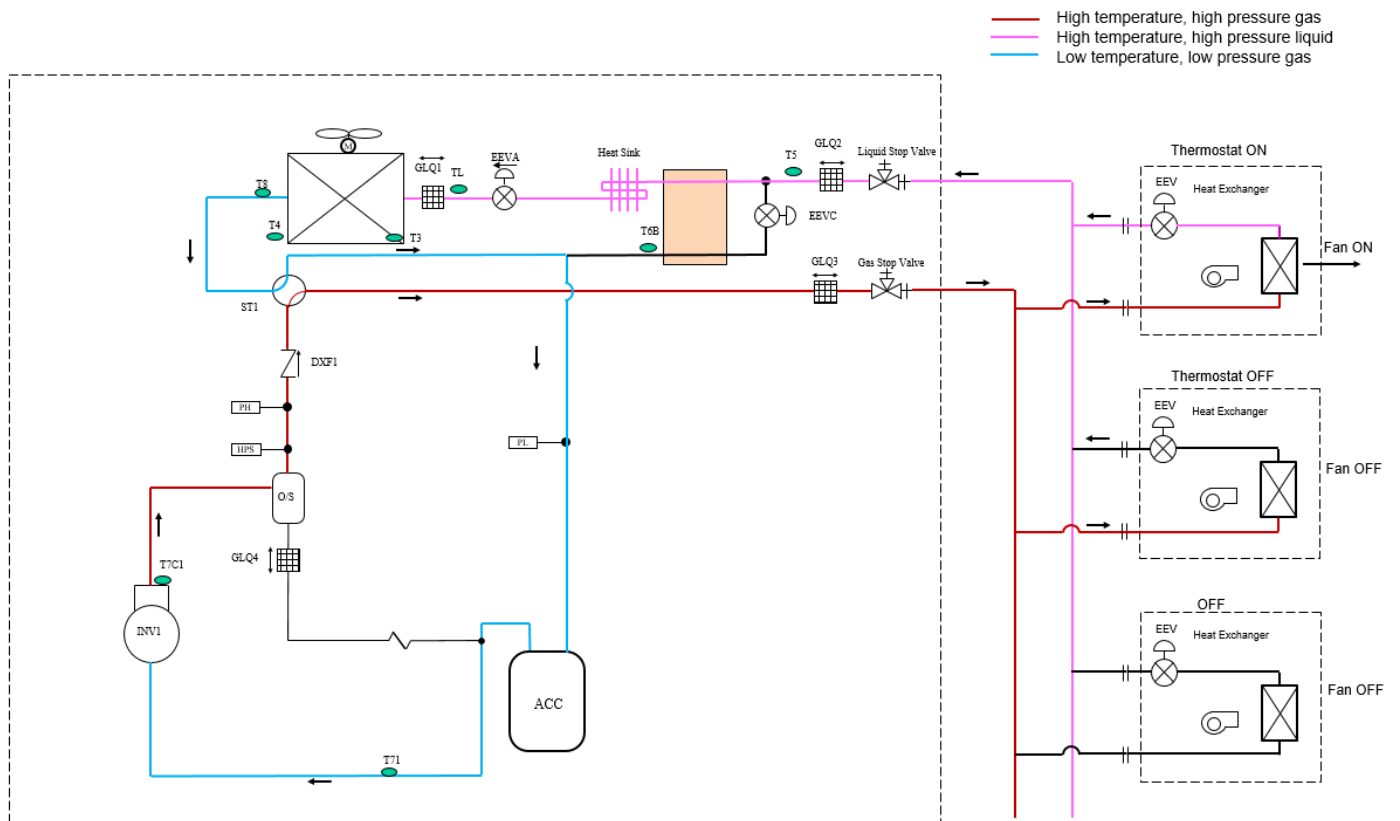 High temperature, high pressure gas
High temperature, high pressure liquid
Low temperature, low pressure gas
M
GLQ1
TL
EEVA
Heat Sink
T5
GLQ2
Liquid Stop Valve
T8
T4
T3
T6B
EEVC
ST1
GLQ3
Gas Stop Valve
DXF1
PH
HPS
PL
O/S
GLQ4
T7C1
INV1
ACC
T71
Thermostat ON
EEV
Heat Exchanger
Fan ON
Thermostat OFF
EEV
Heat Exchanger
Fan OFF
OFF
EEV
Heat Exchanger
Fan OFF